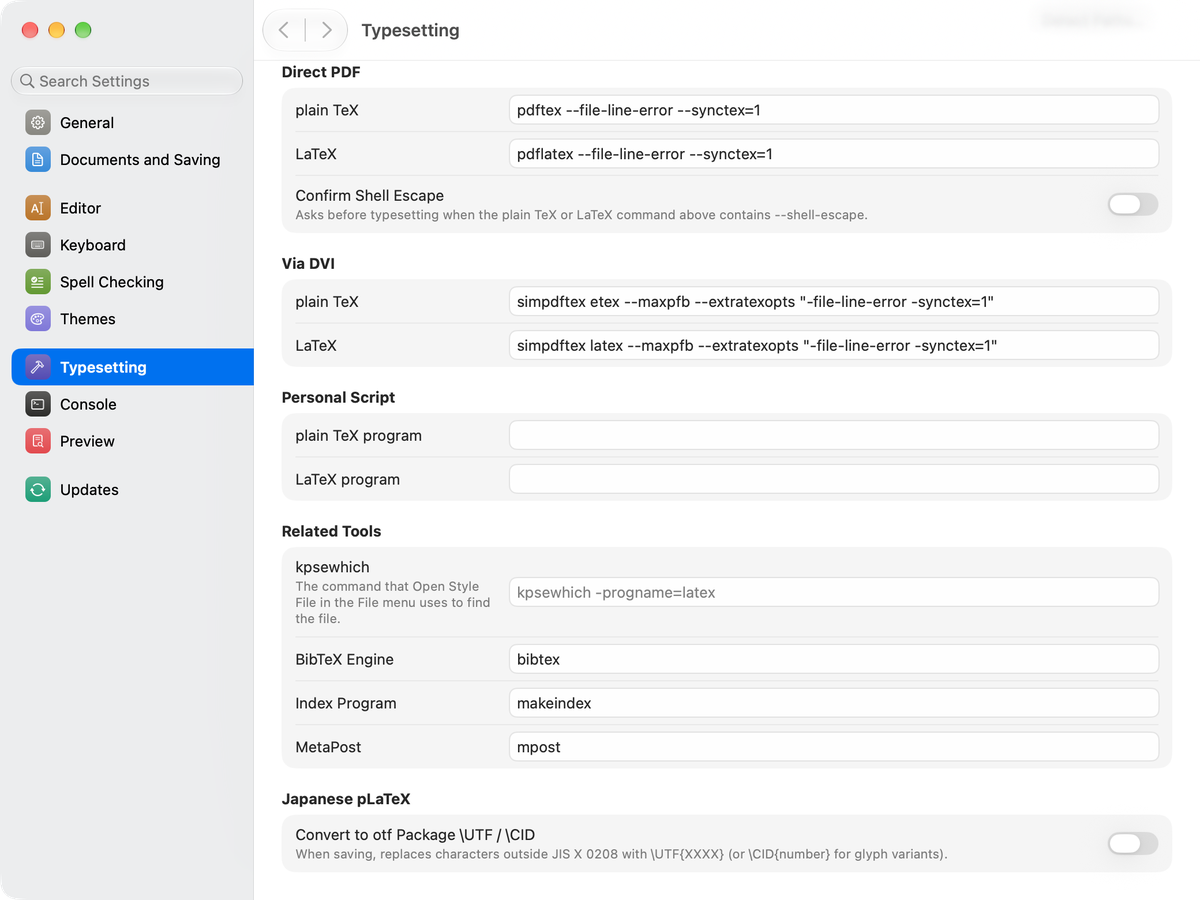 Typesetting
Search Settings
General
Documents and Saving
Editor
Keyboard
Spell Checking
Themes
Typesetting
Console
Preview
Updates
Direct PDF
plain TeX
pdftex --file-line-error --synctex=1
LaTeX
pdflatex --file-line-error --synctex=1
Confirm Shell Escape
Asks before typesetting when the plain TeX or LaTeX command above contains --shell-escape.
Via DVI
plain TeX
simpdftex etex --maxpfb --extratexopts "-file-line-error -synctex=1"
LaTeX
simpdftex latex --maxpfb --extratexopts "-file-line-error -synctex=1"
Personal Script
plain TeX program
LaTeX program
Related Tools
kpsewhich
The command that Open Style
File in the File menu uses to find
the file.
kpsewhich -progname=latex
BibTeX Engine
bibtex
Index Program
makeindex
MetaPost
mpost
Japanese pLaTeX
Convert to otf Package \UTF / \CID
When saving, replaces characters outside JIS X 0208 with \UTF{XXXX} (or \CID{number} for glyph variants).